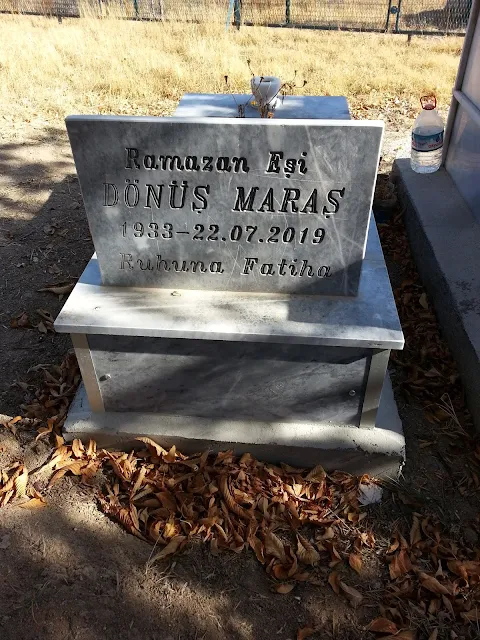 Ramazan Eşi
DÖNÜŞ MARAŞ
1933-22.07.2019
Ruhuna Fatiha